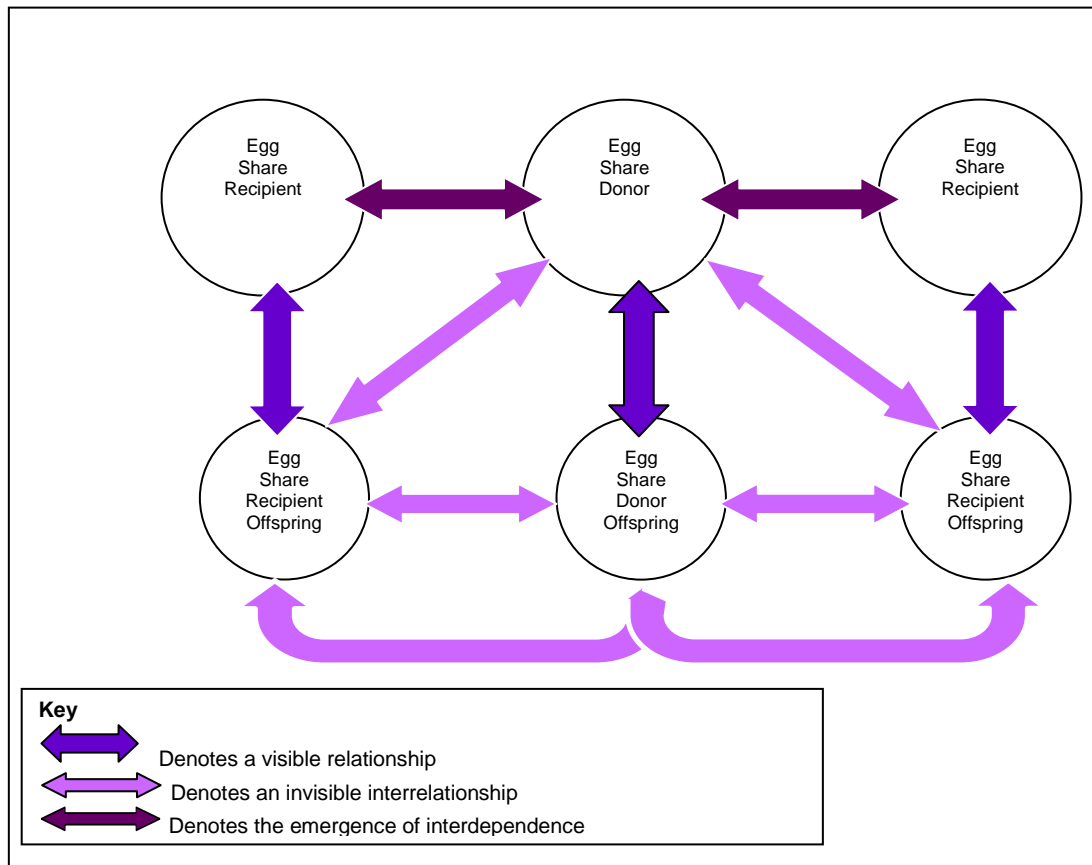 Egg
Share
Recipient
Egg
Share
Donor
Egg
Share
Recipient
Egg
Share
Recipient
Offspring
Egg
Share
Donor
Offspring
Egg
Share
Recipient
Offspring
Key
Denotes a visible relationship
Denotes an invisible interrelationship
Denotes the emergence of interdependence